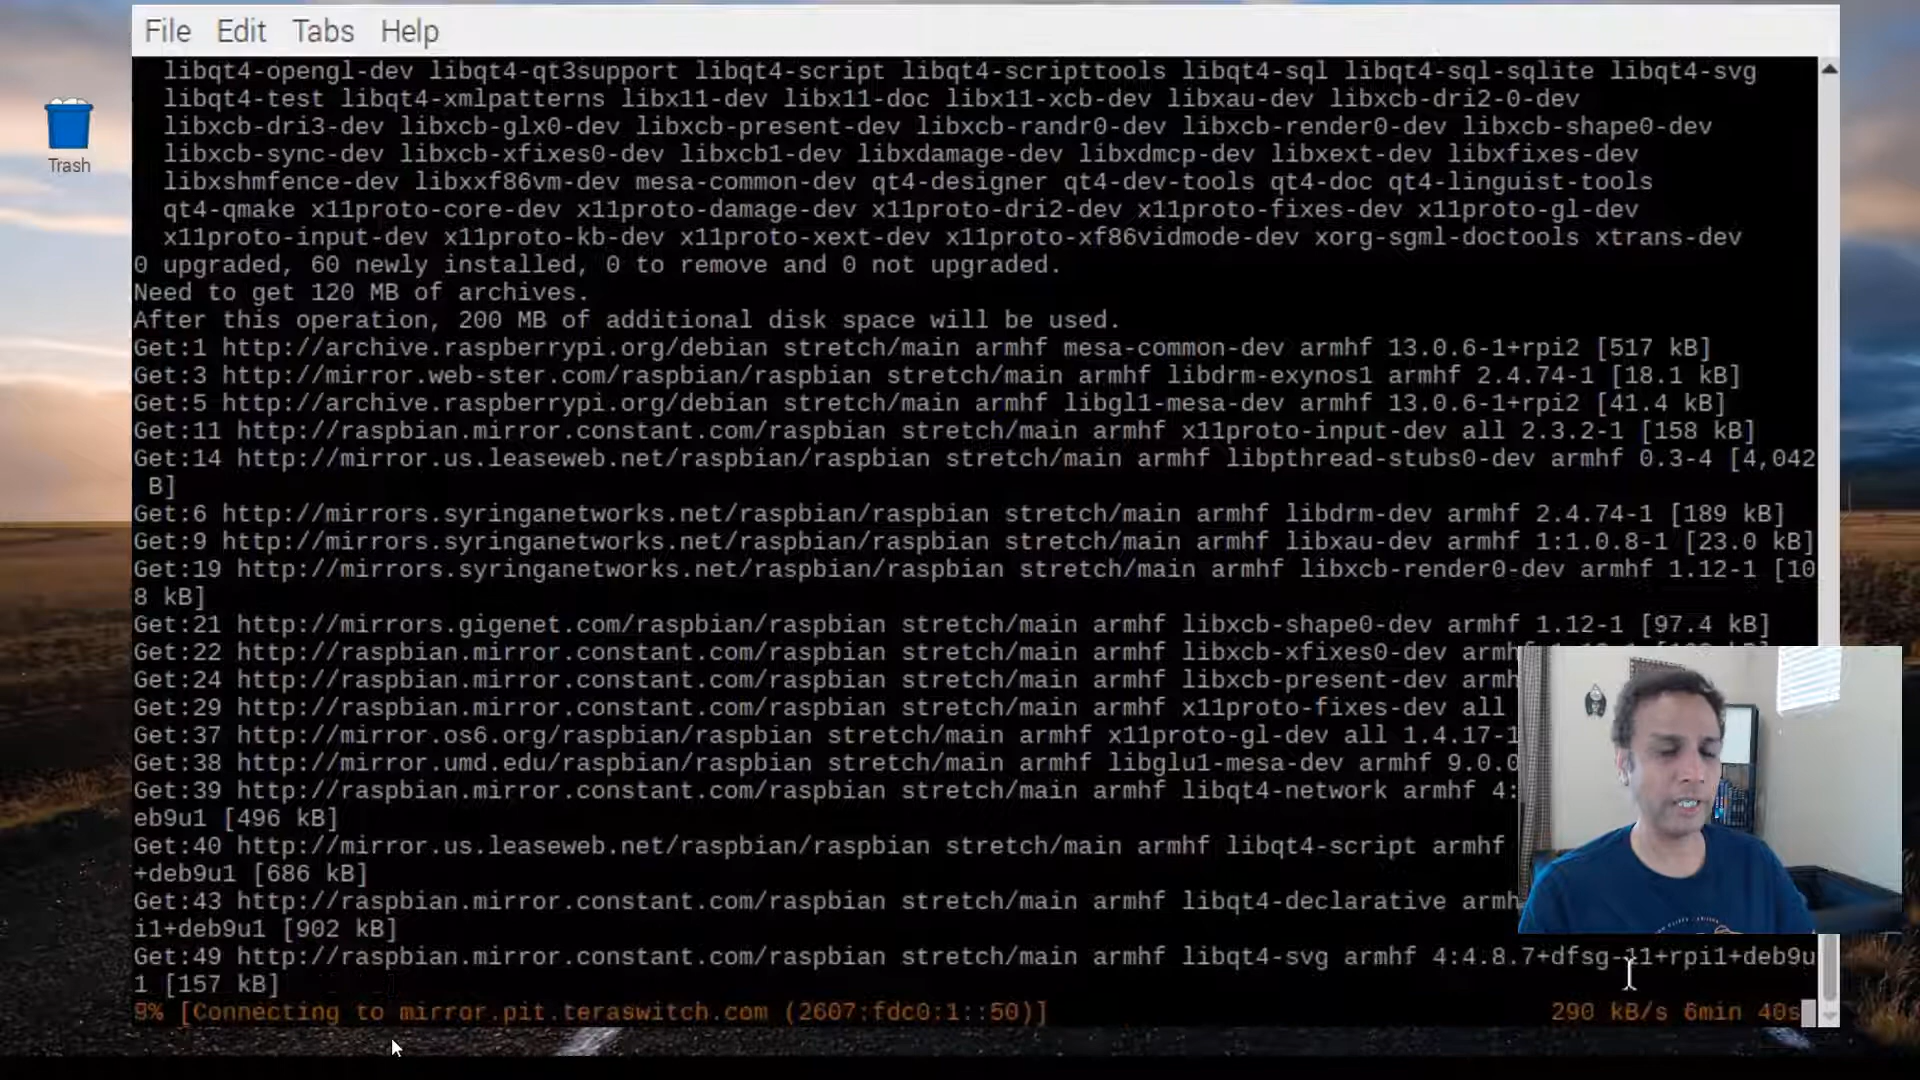 File Edit Tabs Help
libqt4-opengl-dev libqt4-qt3support libqt4-script libqt4-scripttools libqt4-sql libqt4-sql-sqlite libqt4-svg
libqt4-test libqt4-xmlpatterns libx11-dev libx11-doc libx11-xcb-dev libxau-dev libxcb-dri2-0-dev
libxcb-dri3-dev libxcb-glx0-dev libxcb-present-dev libxcb-randr0-dev libxcb-render0-dev libxcb-shape0-dev
libxcb-sync-dev libxcb-xfixes0-dev libxcb1-dev libxdamage-dev libxdmcp-dev libxext-dev libxfixes-dev
libxshmfence-dev libxxf86vm-dev mesa-common-dev qt4-designer qt4-dev-tools qt4-doc qt4-linguist-tools
qt4-qmake x11proto-core-dev x11proto-damage-dev x11proto-dri2-dev x11proto-fixes-dev x11proto-gl-dev
x11proto-input-dev x11proto-kb-dev x11proto-xext-dev x11proto-xf86vidmode-dev xorg-sgml-doctools xtrans-dev
0 upgraded, 60 newly installed, 0 to remove and 0 not upgraded.
Need to get 120 MB of archives.
After this operation, 200 MB of additional disk space will be used.
Get:1 http://archive.raspberrypi.org/debian stretch/main armhf mesa-common-dev armhf 13.0.6-1+rpi2 [517 kB]
Get:3 http://mirror.web-ster.com/raspbian/raspbian stretch/main armhf libdrm-exynos1 armhf 2.4.74-1 [18.1 kB]
Get:5 http://archive.raspberrypi.org/debian stretch/main armhf libgl1-mesa-dev armhf 13.0.6-1+rpi2 [41.4 kB]
Get:11 http://raspbian.mirror.constant.com/raspbian stretch/main armhf x11proto-input-dev all 2.3.2-1 [158 kB]
Get:14 http://mirror.us.leaseweb.net/raspbian/raspbian stretch/main armhf libpthread-stubs0-dev armhf 0.3-4 [4,042
B]
Get:6 http://mirrors.syringanetworks.net/raspbian/raspbian stretch/main armhf libdrm-dev armhf 2.4.74-1 [189 kB]
Get:9 http://mirrors.syringanetworks.net/raspbian/raspbian stretch/main armhf libxau-dev armhf 1:1.0.8-1 [23.0 kB]
Get:19 http://mirrors.syringanetworks.net/raspbian/raspbian stretch/main armhf libxcb-render0-dev armhf 1.12-1 [10
8 kB]
Get:21 http://mirrors.gigenet.com/raspbian/raspbian stretch/main armhf libxcb-shape0-dev armhf 1.12-1 [97.4 kB]
Get:22 http://raspbian.mirror.constant.com/raspbian stretch/main armhf libxcb-xfixes0-dev
Get:24 http://raspbian.mirror.constant.com/raspbian stretch/main armhf libxcb-present-dev
Get:29 http://raspbian.mirror.constant.com/raspbian stretch/main armhf x11proto-fixes-dev all
Get:37 http://mirror.os6.org/raspbian/raspbian stretch/main armhf x11proto-gl-dev all 1.4.17-1
Get:38 http://mirror.umd.edu/raspbian/raspbian stretch/main armhf libglu1-mesa-dev armhf 9.0.0
Get:39 http://raspbian.mirror.constant.com/raspbian stretch/main armhf libqt4-network armhf 4:
eb9u1 [496 kB]
Get:40 http://mirror.us.leaseweb.net/raspbian/raspbian stretch/main armhf libqt4-script armhf
+deb9u1 [686 kB]
Get:43 http://raspbian.mirror.constant.com/raspbian stretch/main armhf libqt4-declarative
i1+deb9u1 [902 kB]
Get:49 http://raspbian.mirror.constant.com/raspbian stretch/main armhf libqt4-svg armhf 4:4.8.7+dfsg-11+rpi1+deb9u
1 [157 kB]
9% [Connecting to mirror.pit.teraswitch.com (2607:fdc0:1::50)] 290 kB/s 6min 40s
Trash